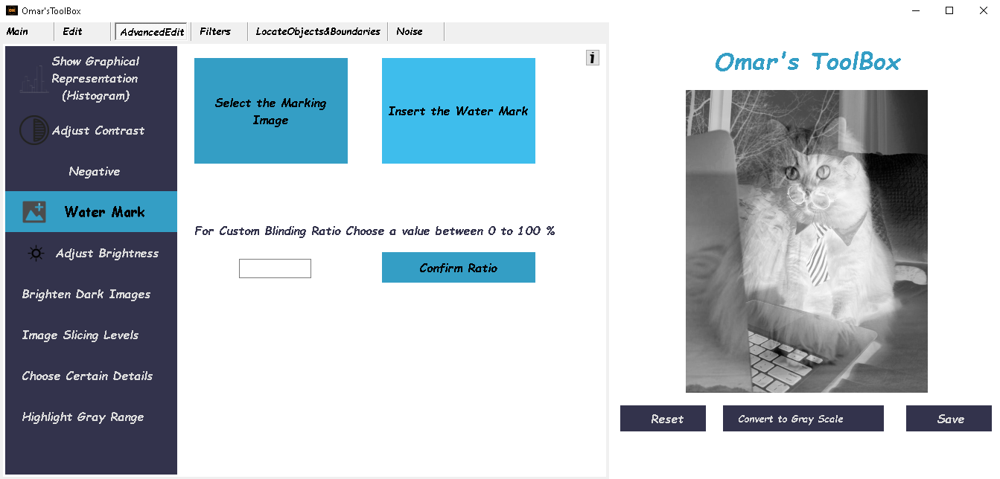 Omar'sToolBox
Main
Edit
AdvancedEdit
Filters
LocateObjects&Boundaries
Noise
Show Graphical
Representation
(Histogram)
Adjust Contrast
Negative
Water Mark
Adjust Brightness
Brighten Dark Images
Image Slicing Levels
Choose Certain Details
Highlight Gray Range
Select the Marking
Image
Insert the Water Mark
i
For Custom Blinding Ratio Choose a value between 0 to 100 %
Confirm Ratio
Omar's ToolBox
Reset
Convert to Gray Scale
Save